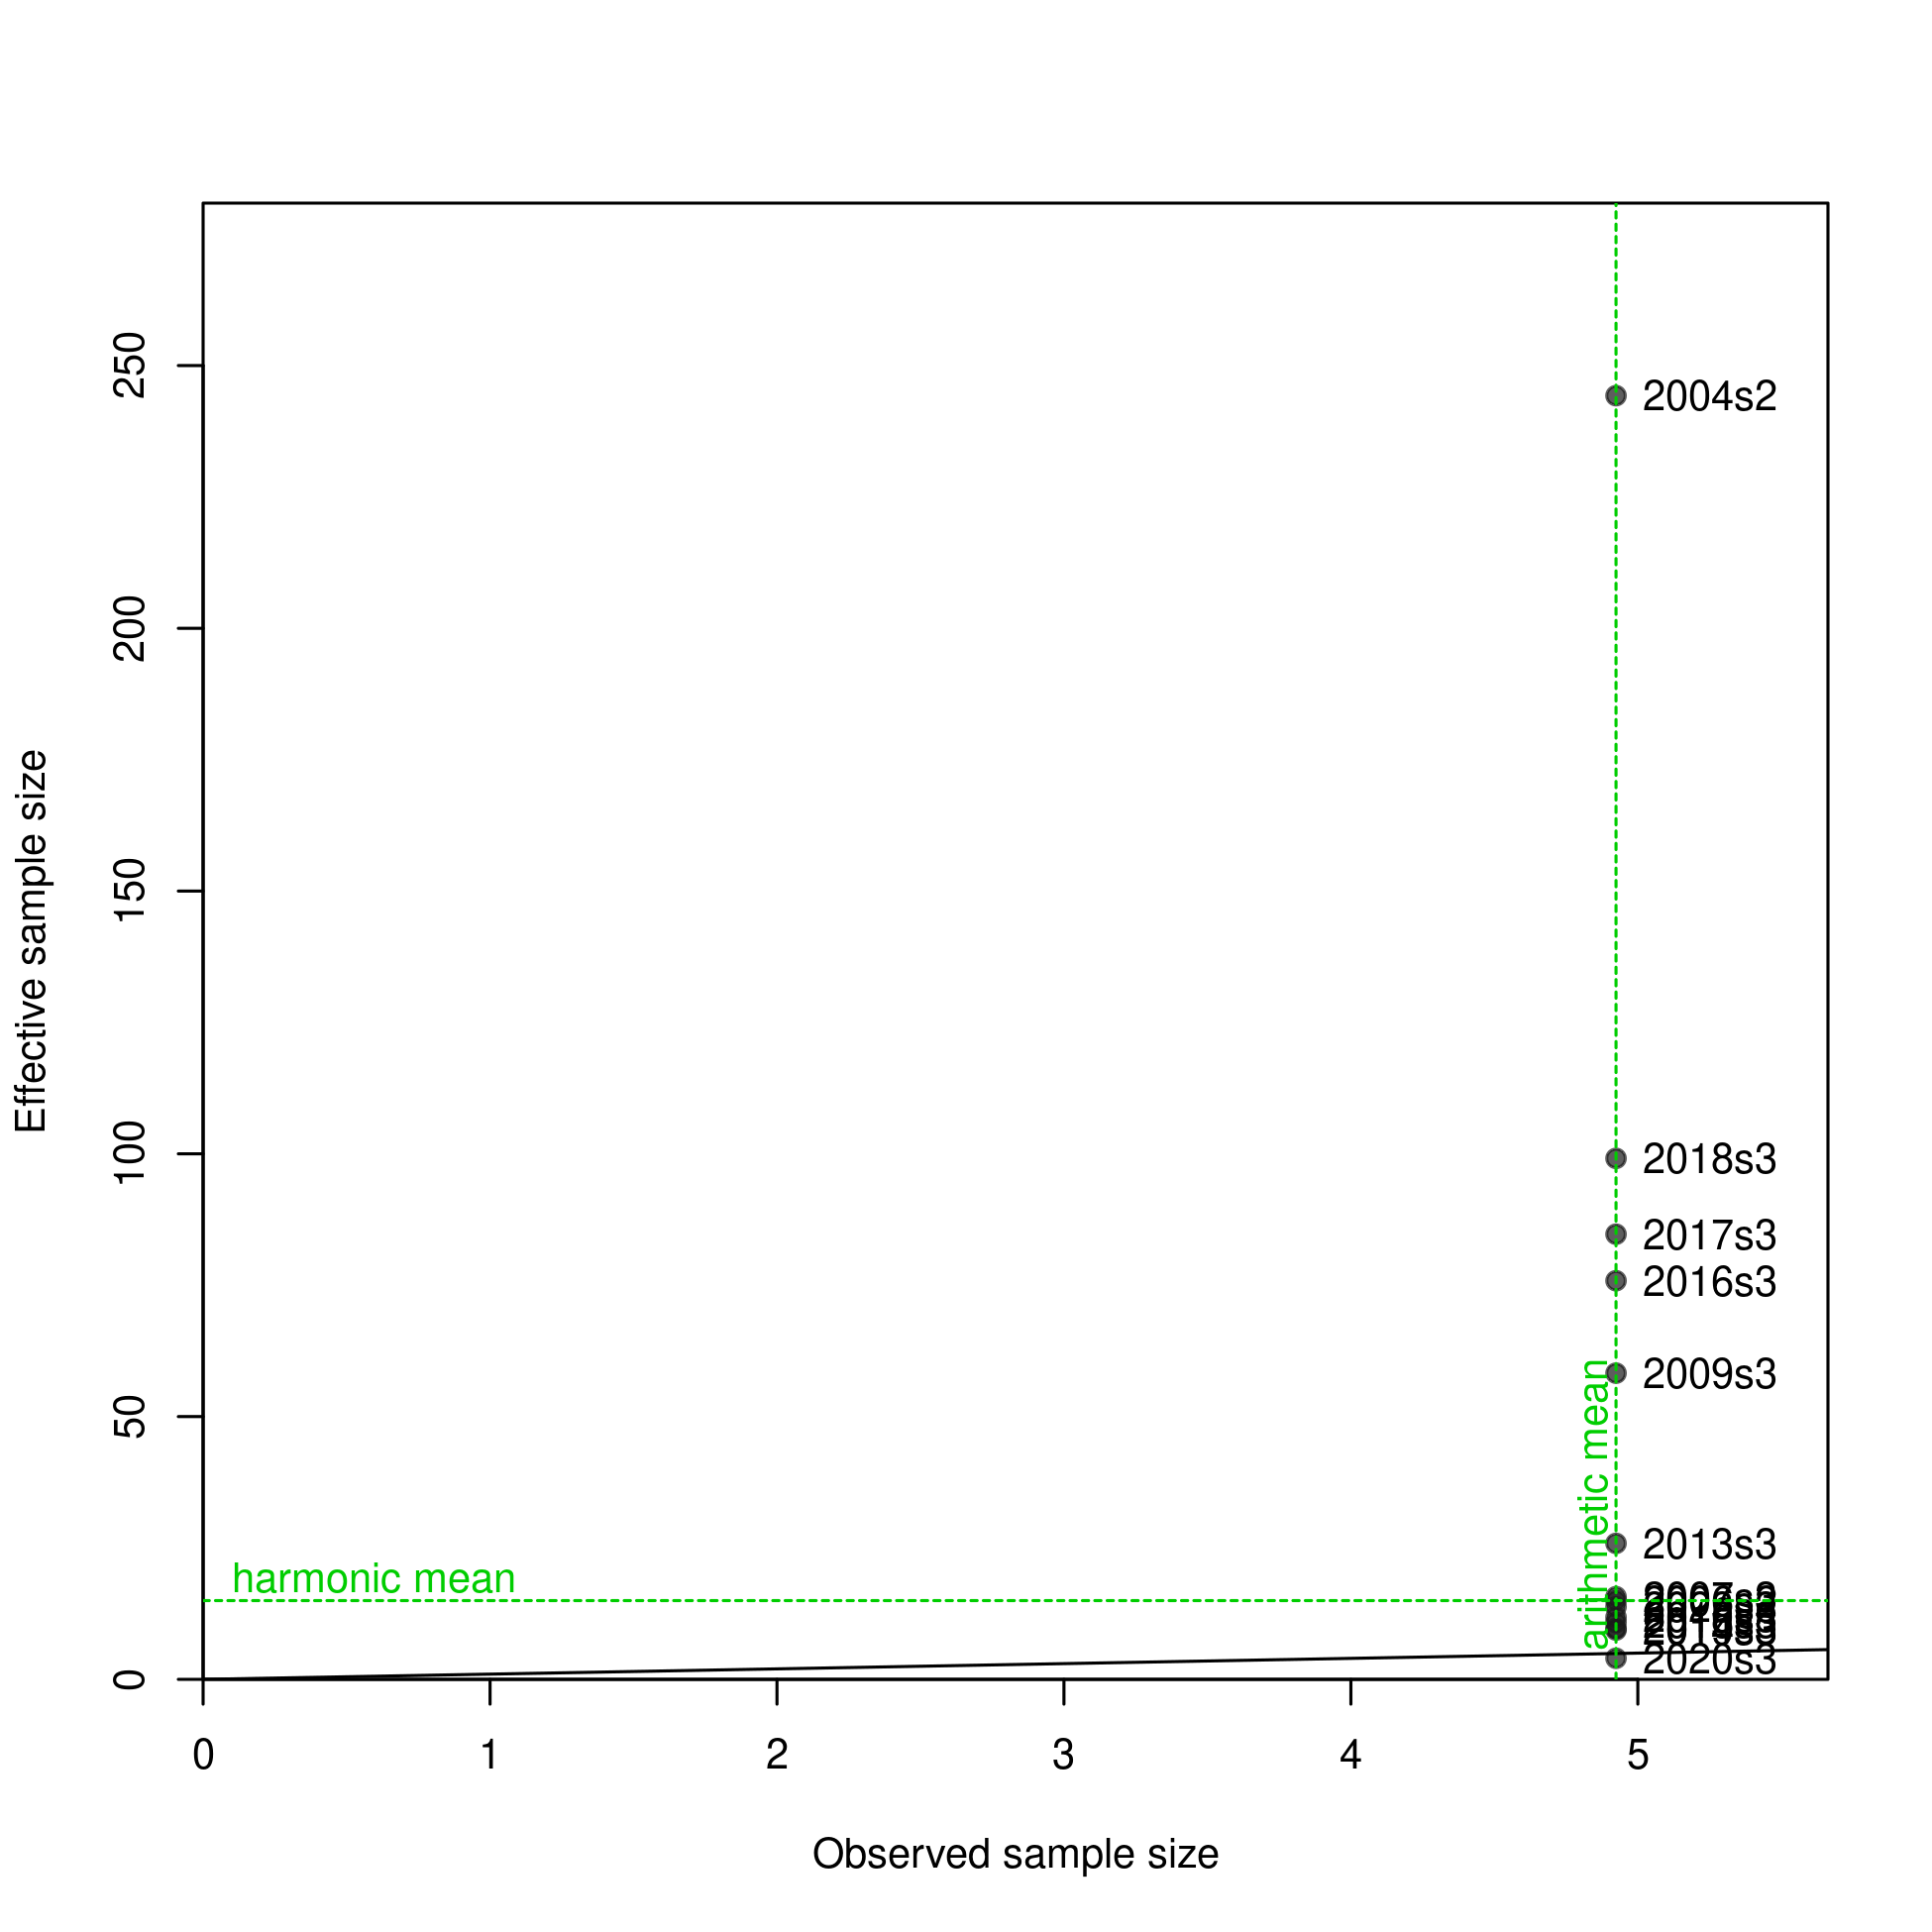 250
2004s2
200
150
100
2018s3
2017s3
2016s3
50
2009s3
2013s3
harmonic mean
arithmetic mean
2020s3
0
0 1 2 3 4 5
Effective sample size
Observed sample size